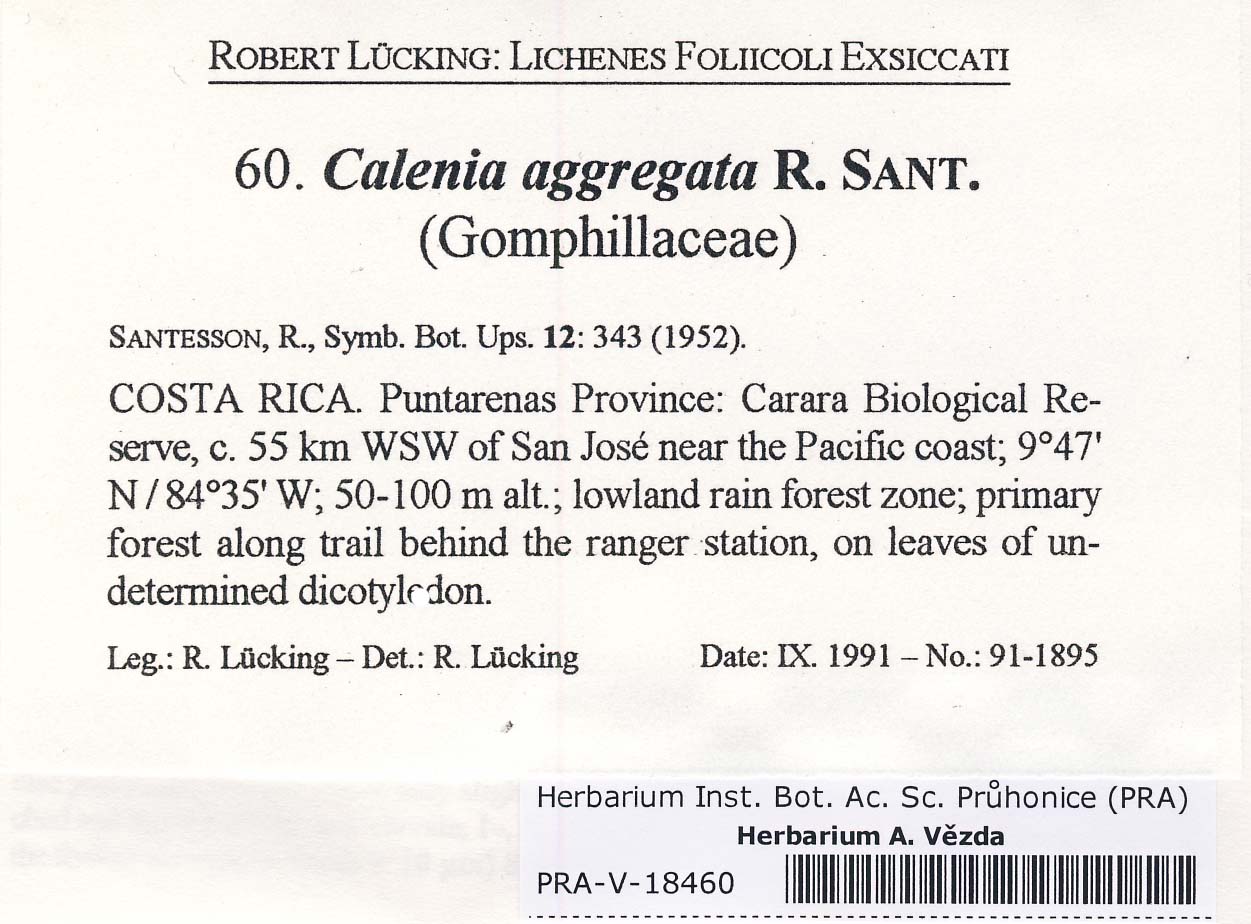 ROBERT LÜCKING: LICHENES FOLIICOLI EXSICCATI
60. Calenia aggregata R. SANT.
(Gomphillaceae)
SANTESSON, R., Symb. Bot. Ups. 12: 343 (1952).
COSTA RICA. Puntarenas Province: Carara Biological Re-
serve, c. 55 km WSW of San José near the Pacific coast; 9°47'
N / 84°35' W; 50-100 m alt.; lowland rain forest zone; primary
forest along trail behind the ranger station, on leaves of un-
determined dicotyledon.
Leg.: R. Lücking – Det.: R. Lücking Date: IX. 1991 – No.: 91-1895
Herbarium Inst. Bot. Ac. Sc. Průhonice (PRA)
Herbarium A. Vězda
PRA-V-18460